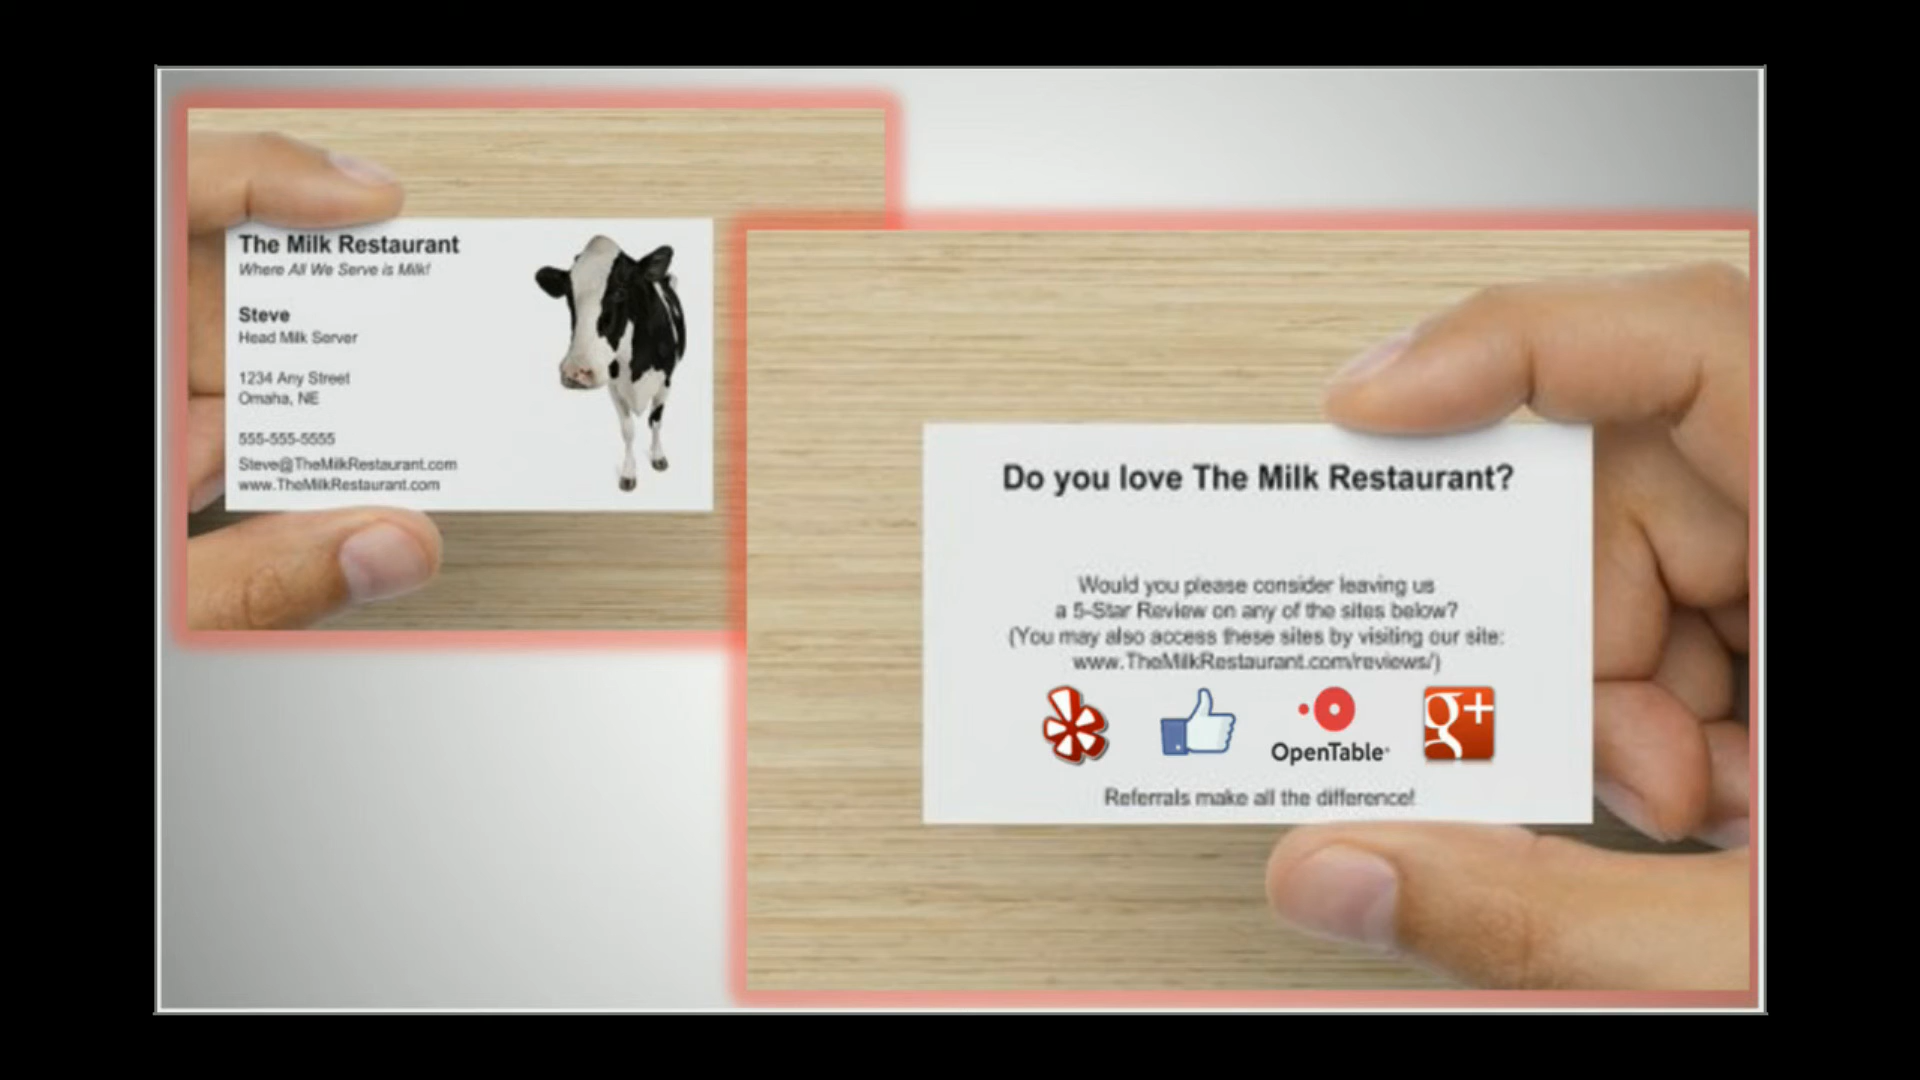 The Milk Restaurant
Where All We Serve is Milk!
Steve
Head Milk Server
1234 Any Street
Omaha, NE
555-555-5555
Steve@TheMilkRestaurant.com
www.TheMilkRestaurant.com
Do you love The Milk Restaurant?
Would you please consider leaving us
a 5-Star Review on any of the sites below?
(You may also access these sites by visiting our site:
www.TheMilkRestaurant.com/reviews/)
OpenTable
g+
Referrals make all the difference!